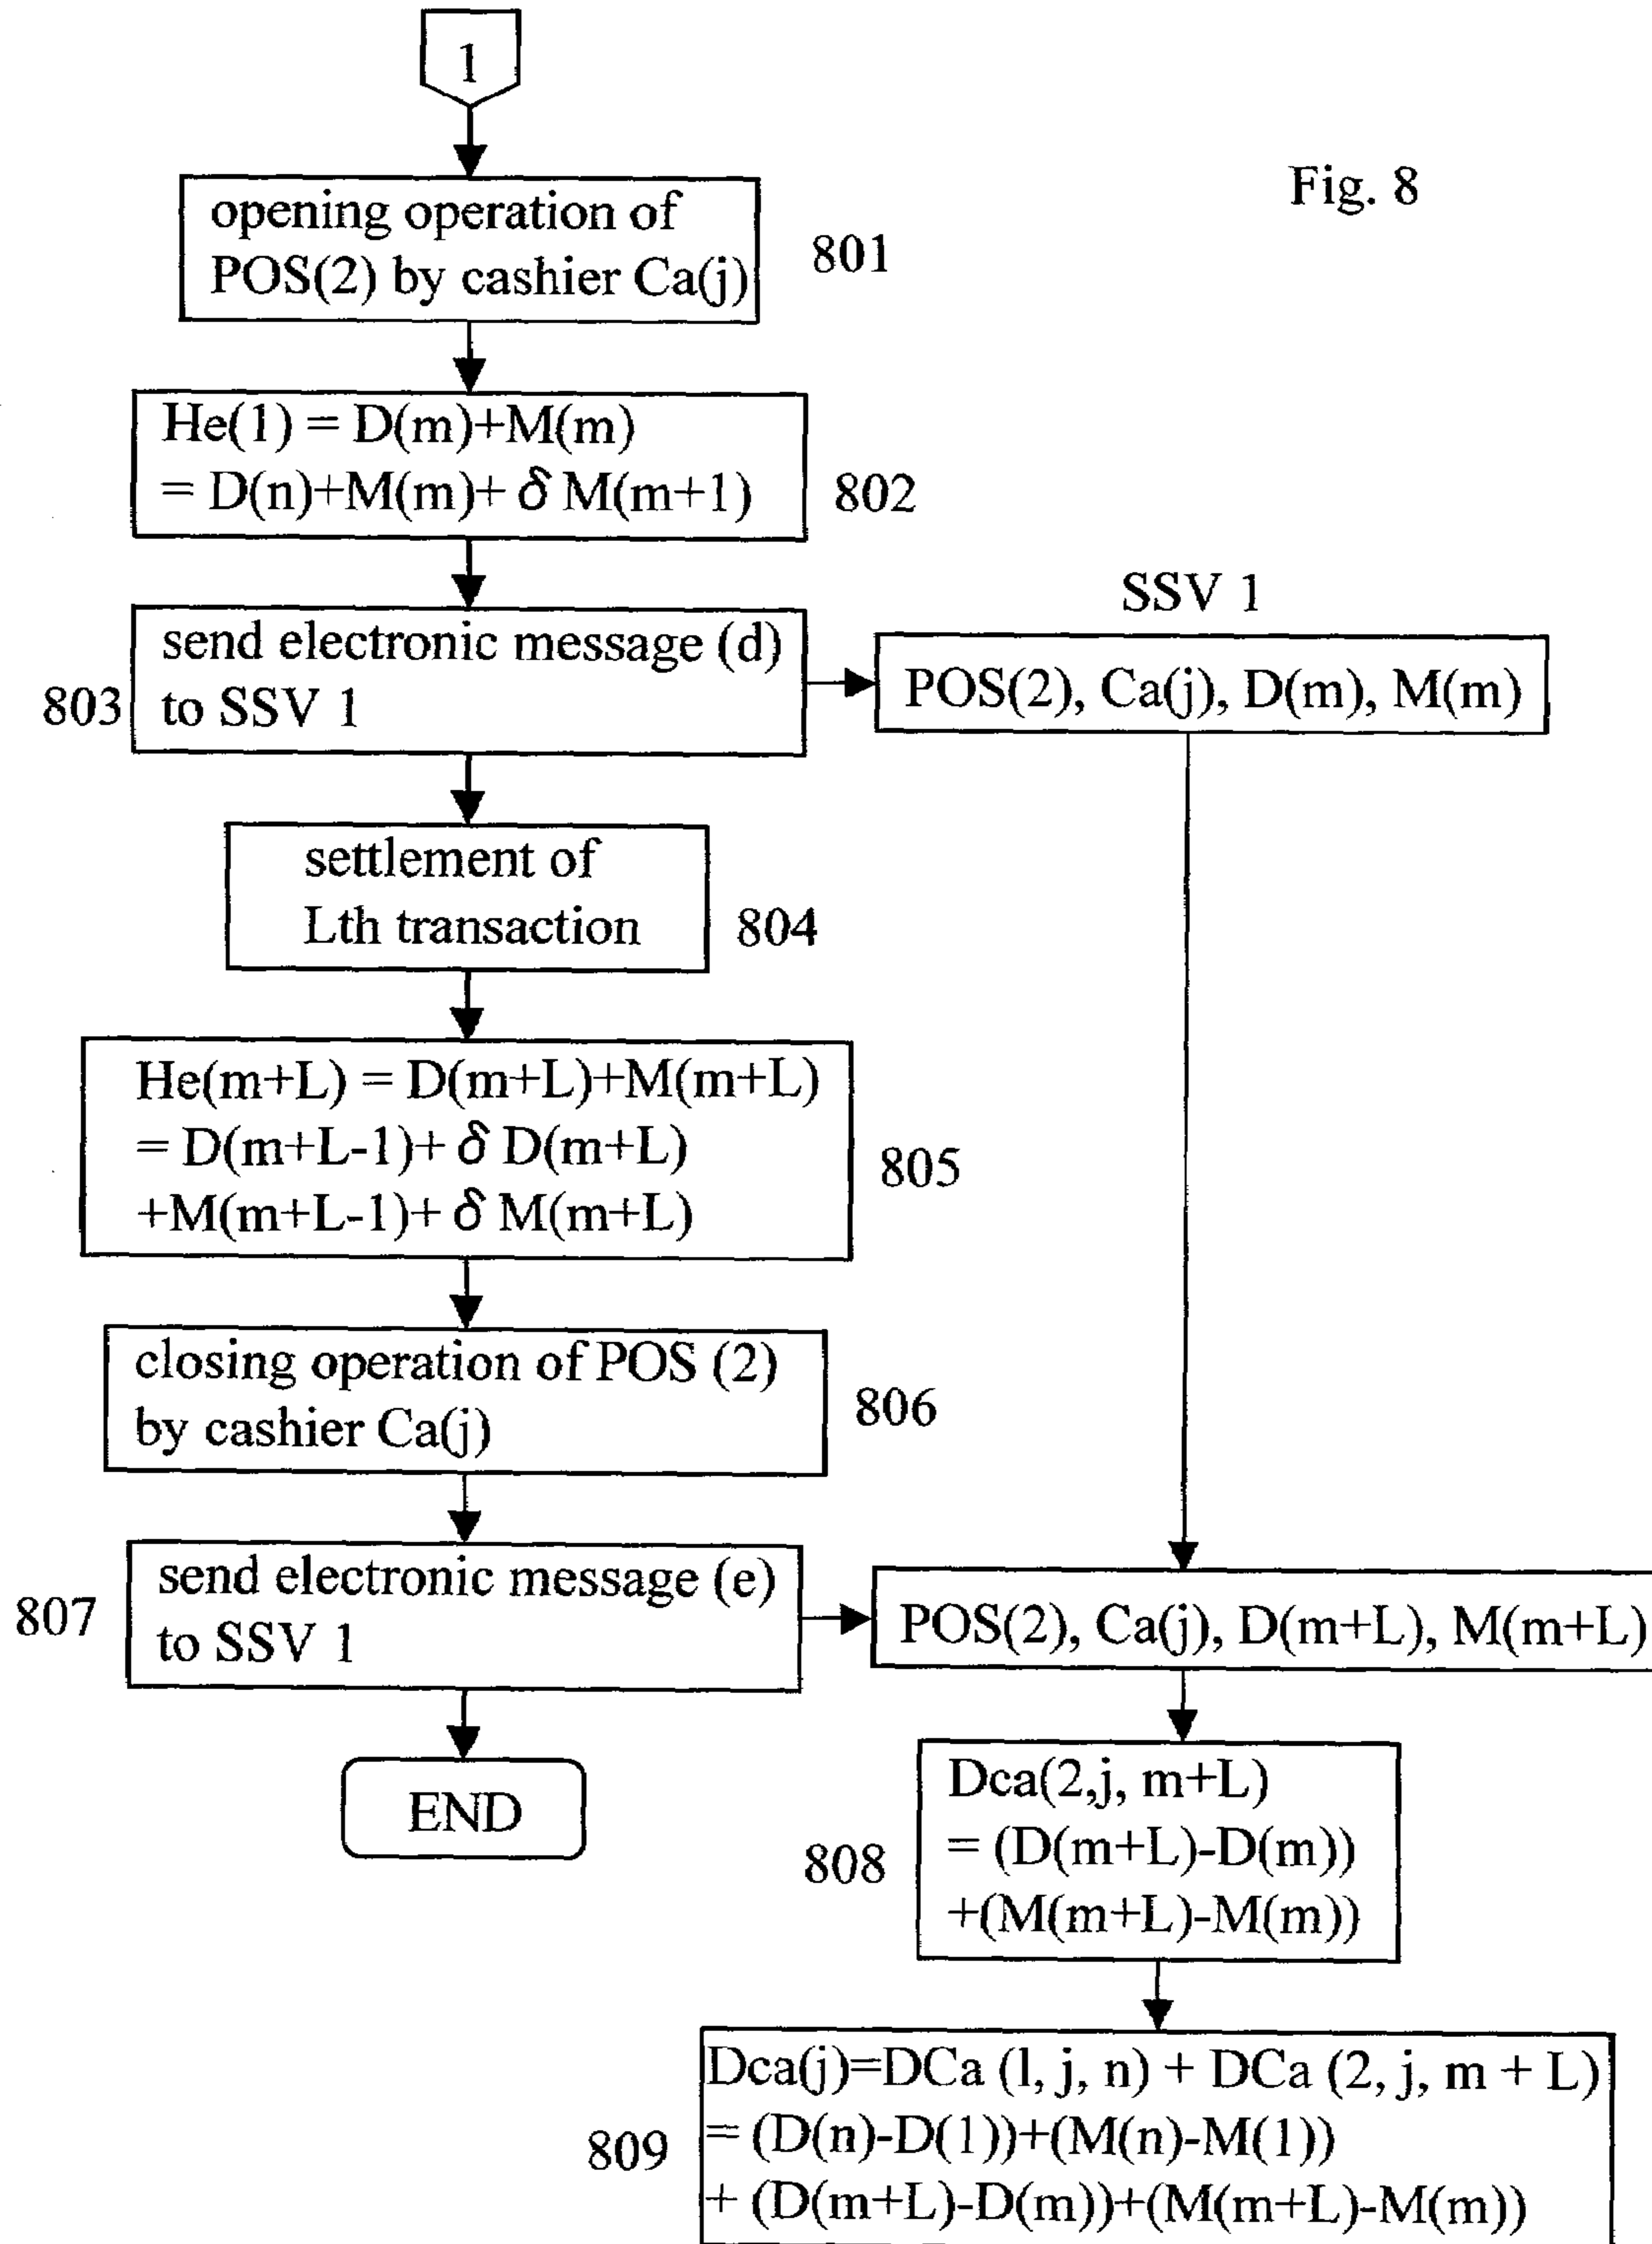 1
Fig. 8
opening operation of
POS(2) by cashier Ca(j)
801
He(1) = D(m)+M(m)
= D(n)+M(m)+ δ M(m+1)
802
SSV 1
send electronic message (d)
to SSV 1
803
POS(2), Ca(j), D(m), M(m)
settlement of
Lth transaction
804
He(m+L) = D(m+L)+M(m+L)
= D(m+L-1)+ δ D(m+L)
+M(m+L-1)+ δ M(m+L)
805
closing operation of POS (2)
by cashier Ca(j)
806
send electronic message (e)
to SSV 1
807
POS(2), Ca(j), D(m+L), M(m+L)
END
Dca(2,j, m+L)
= (D(m+L)-D(m))
+(M(m+L)-M(m))
808
Dca(j)=DCa (1, j, n) + DCa (2, j, m + L)
= (D(n)-D(1))+(M(n)-M(1))
+ (D(m+L)-D(m))+(M(m+L)-M(m))
809